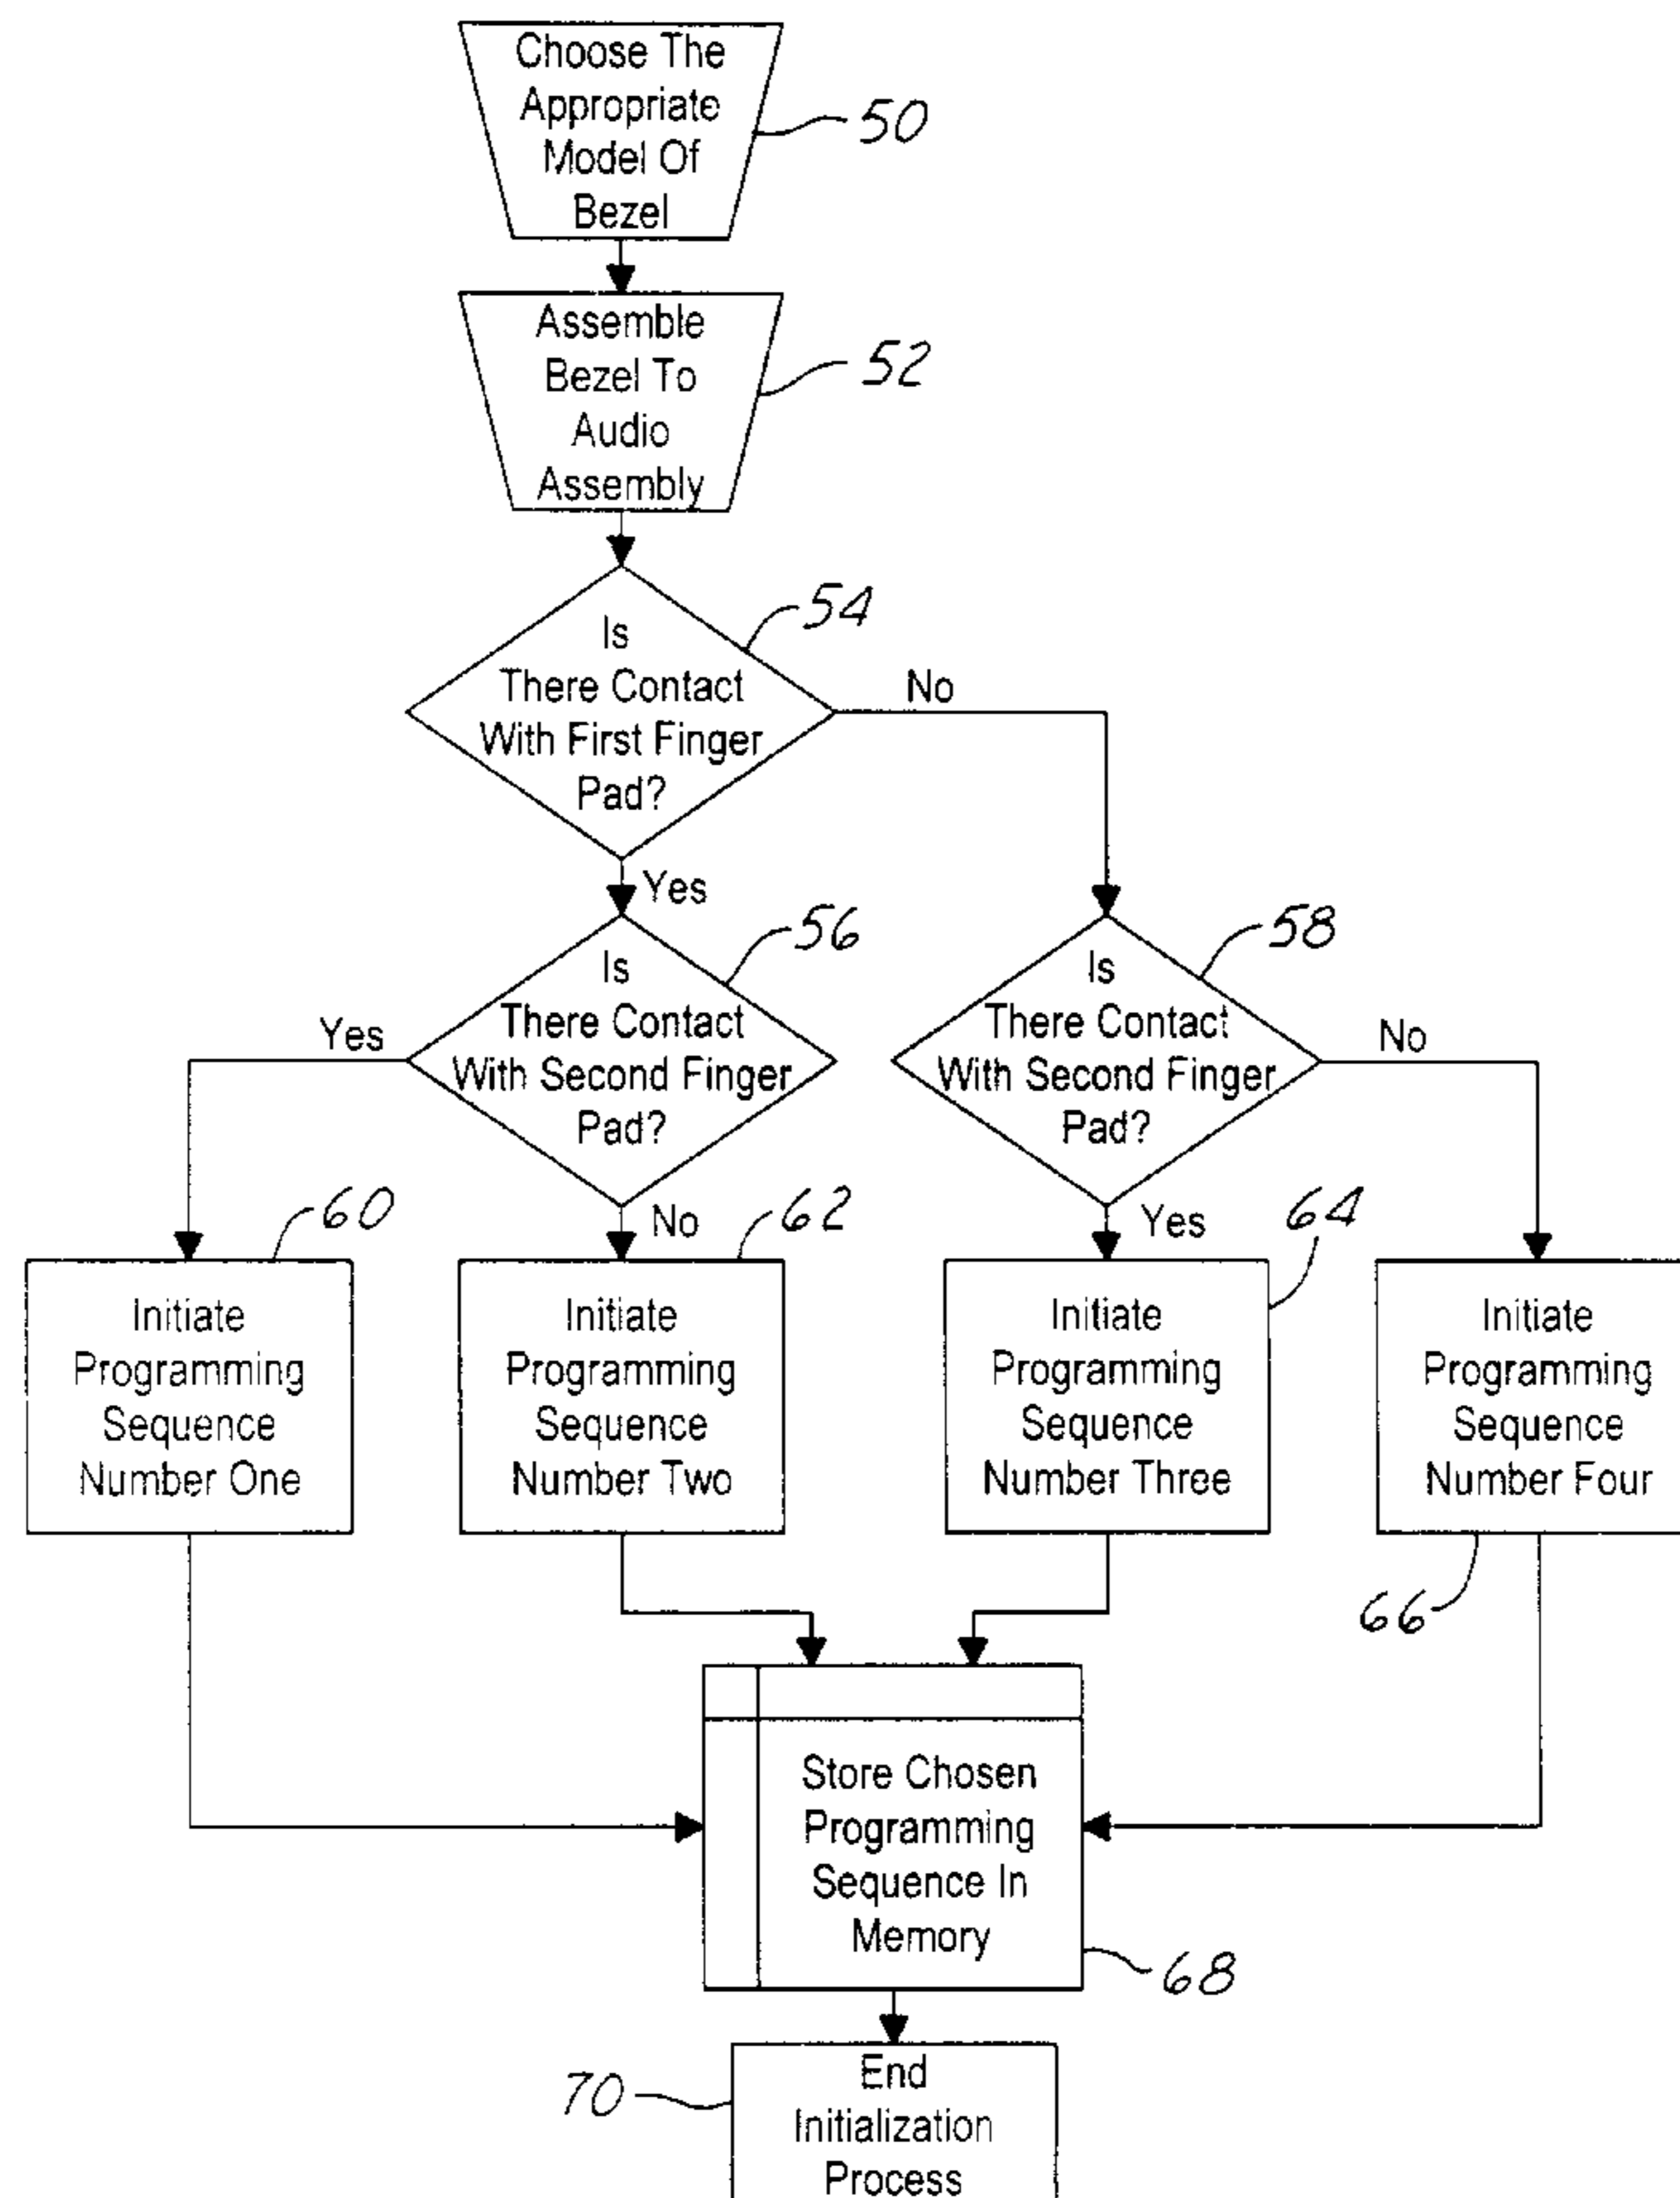 Choose The
Appropriate
Model Of
Bezel
50
Assemble
Bezel To
Audio
Assembly
52
Is
There Contact
With First Finger
Pad?
54
No
Yes
Is
There Contact
With Second Finger
Pad?
56
Is
There Contact
With Second Finger
Pad?
58
Yes
No
Yes
No
60
62
64
Initiate
Programming
Sequence
Number One
Initiate
Programming
Sequence
Number Two
Initiate
Programming
Sequence
Number Three
Initiate
Programming
Sequence
Number Four
66
Store Chosen
Programming
Sequence In
Memory
68
End
Initialization
Process
70